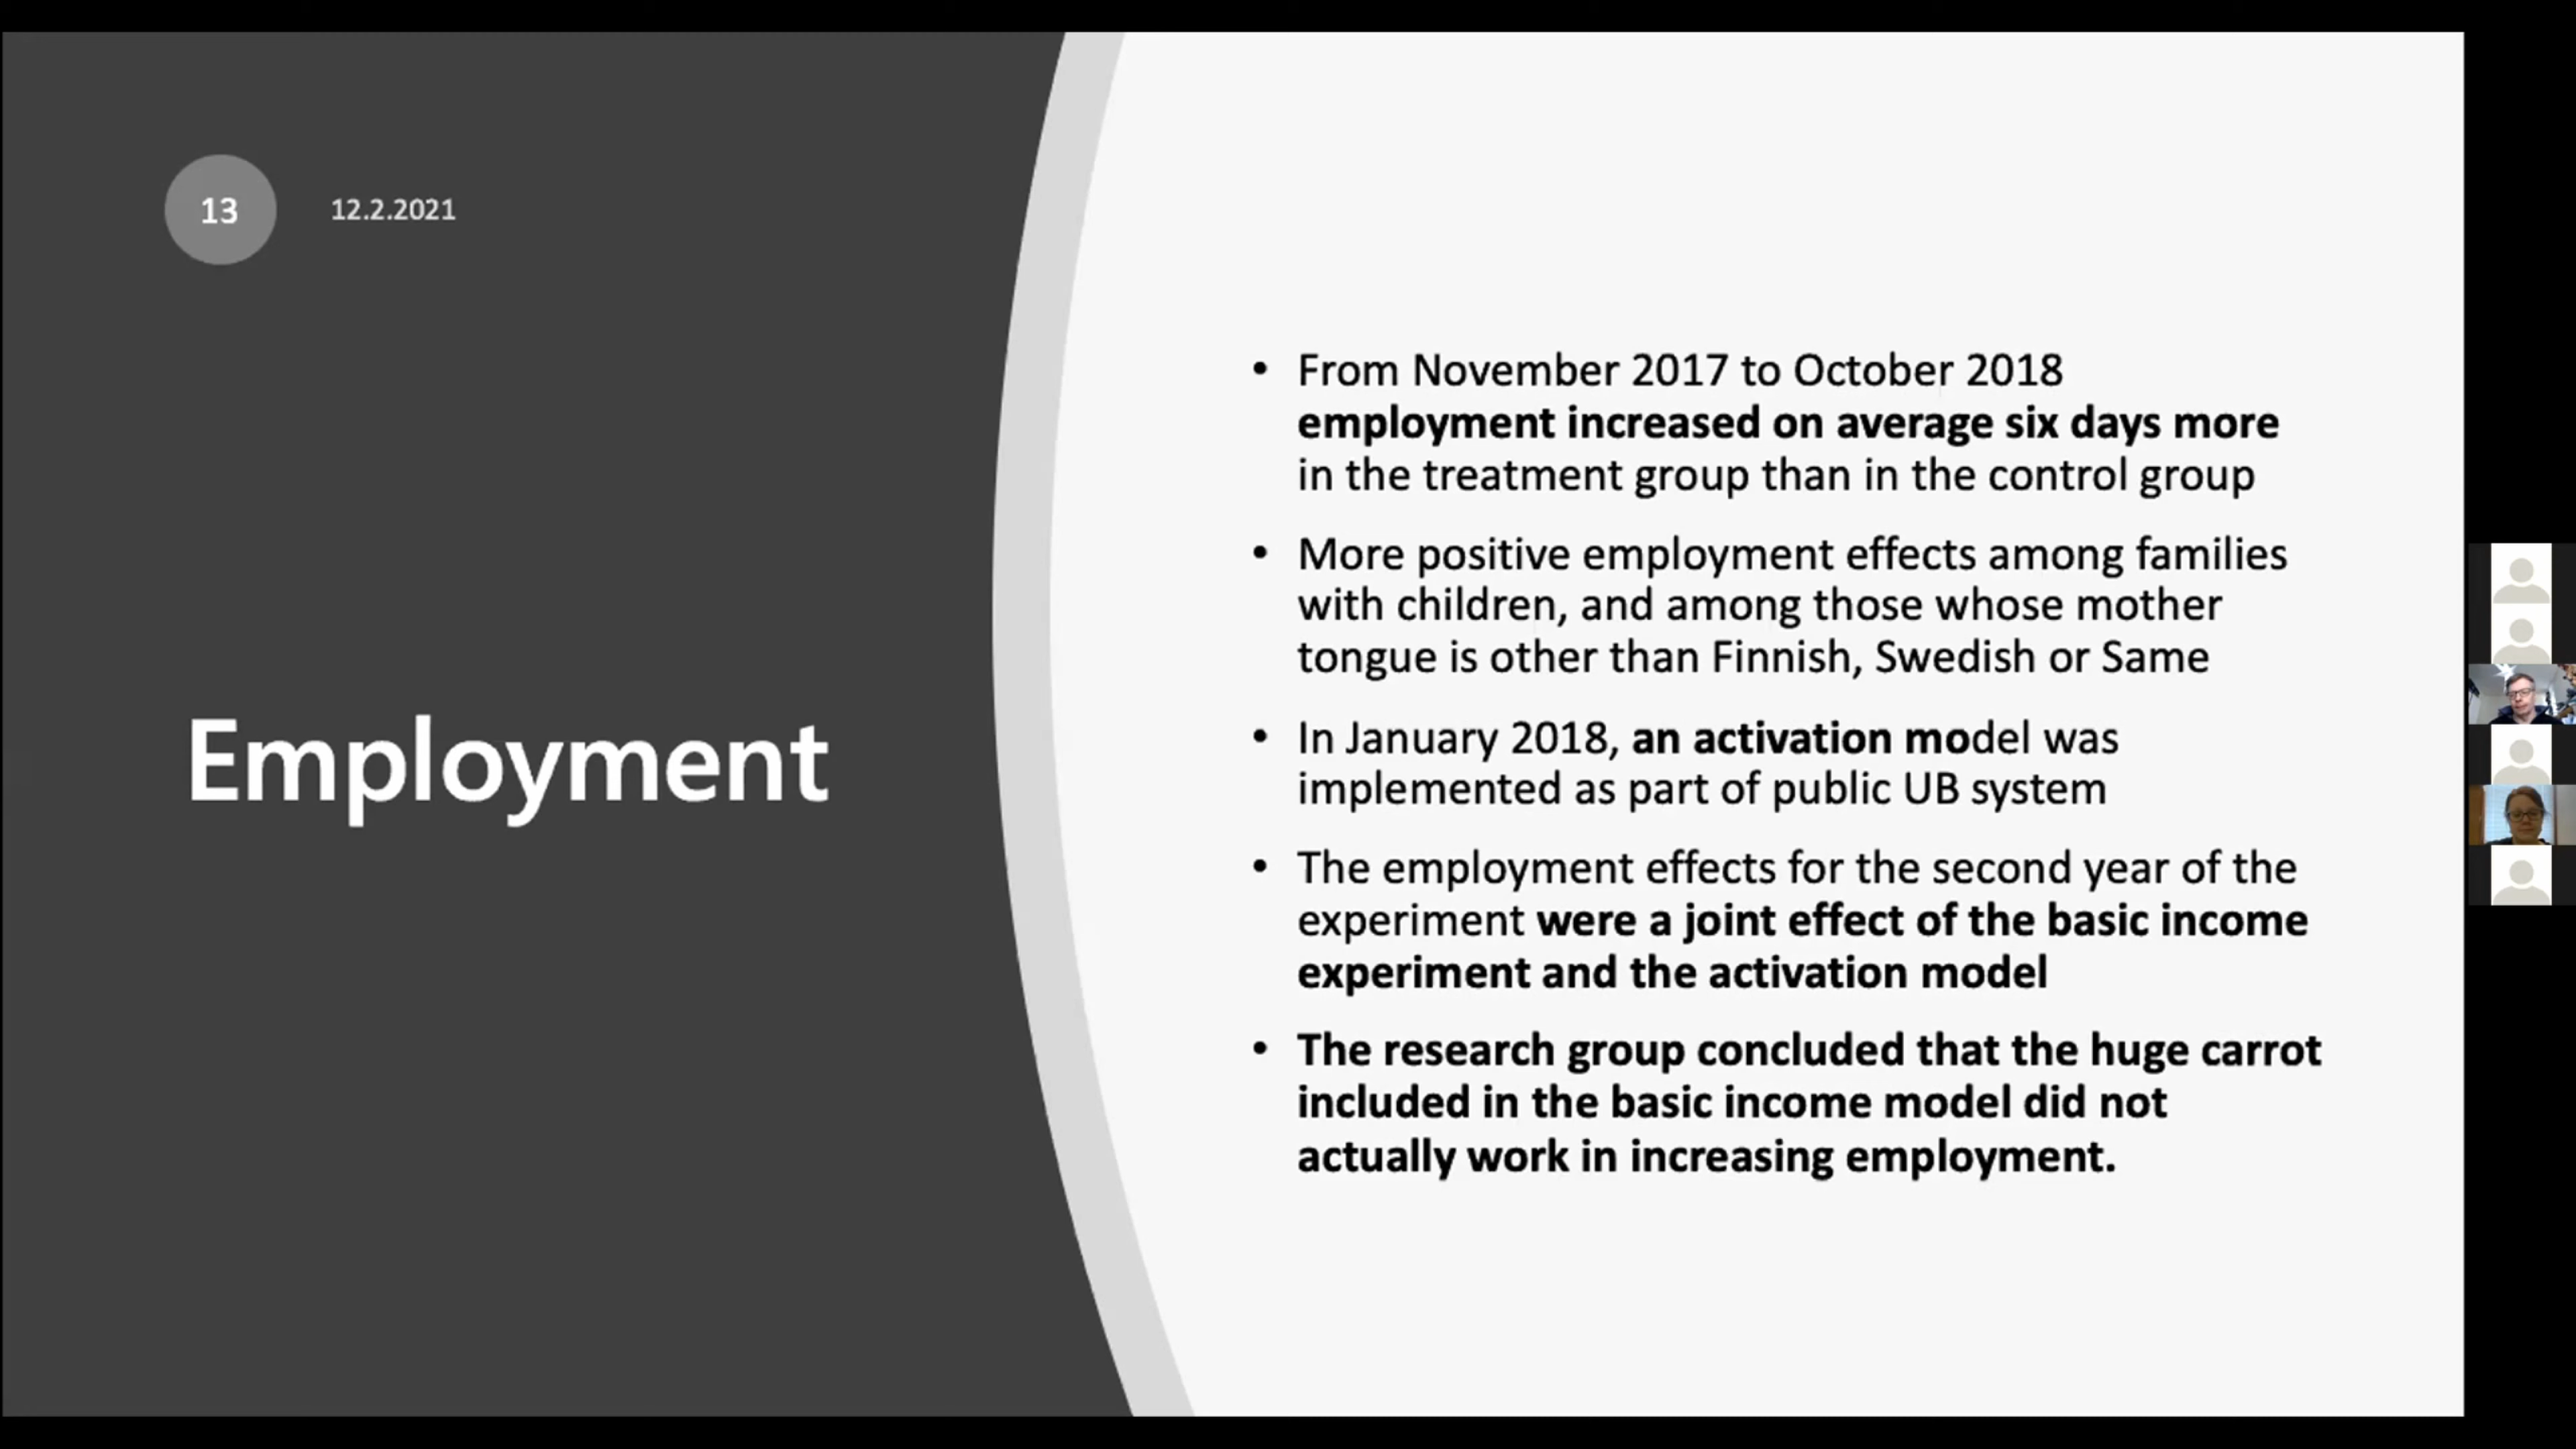 13
12.2.2021
Employment
• From November 2017 to October 2018
employment increased on average six days more
in the treatment group than in the control group
• More positive employment effects among families
with children, and among those whose mother
tongue is other than Finnish, Swedish or Same
• In January 2018, an activation model was
implemented as part of public UB system
• The employment effects for the second year of the
experiment were a joint effect of the basic income
experiment and the activation model
• The research group concluded that the huge carrot
included in the basic income model did not
actually work in increasing employment.